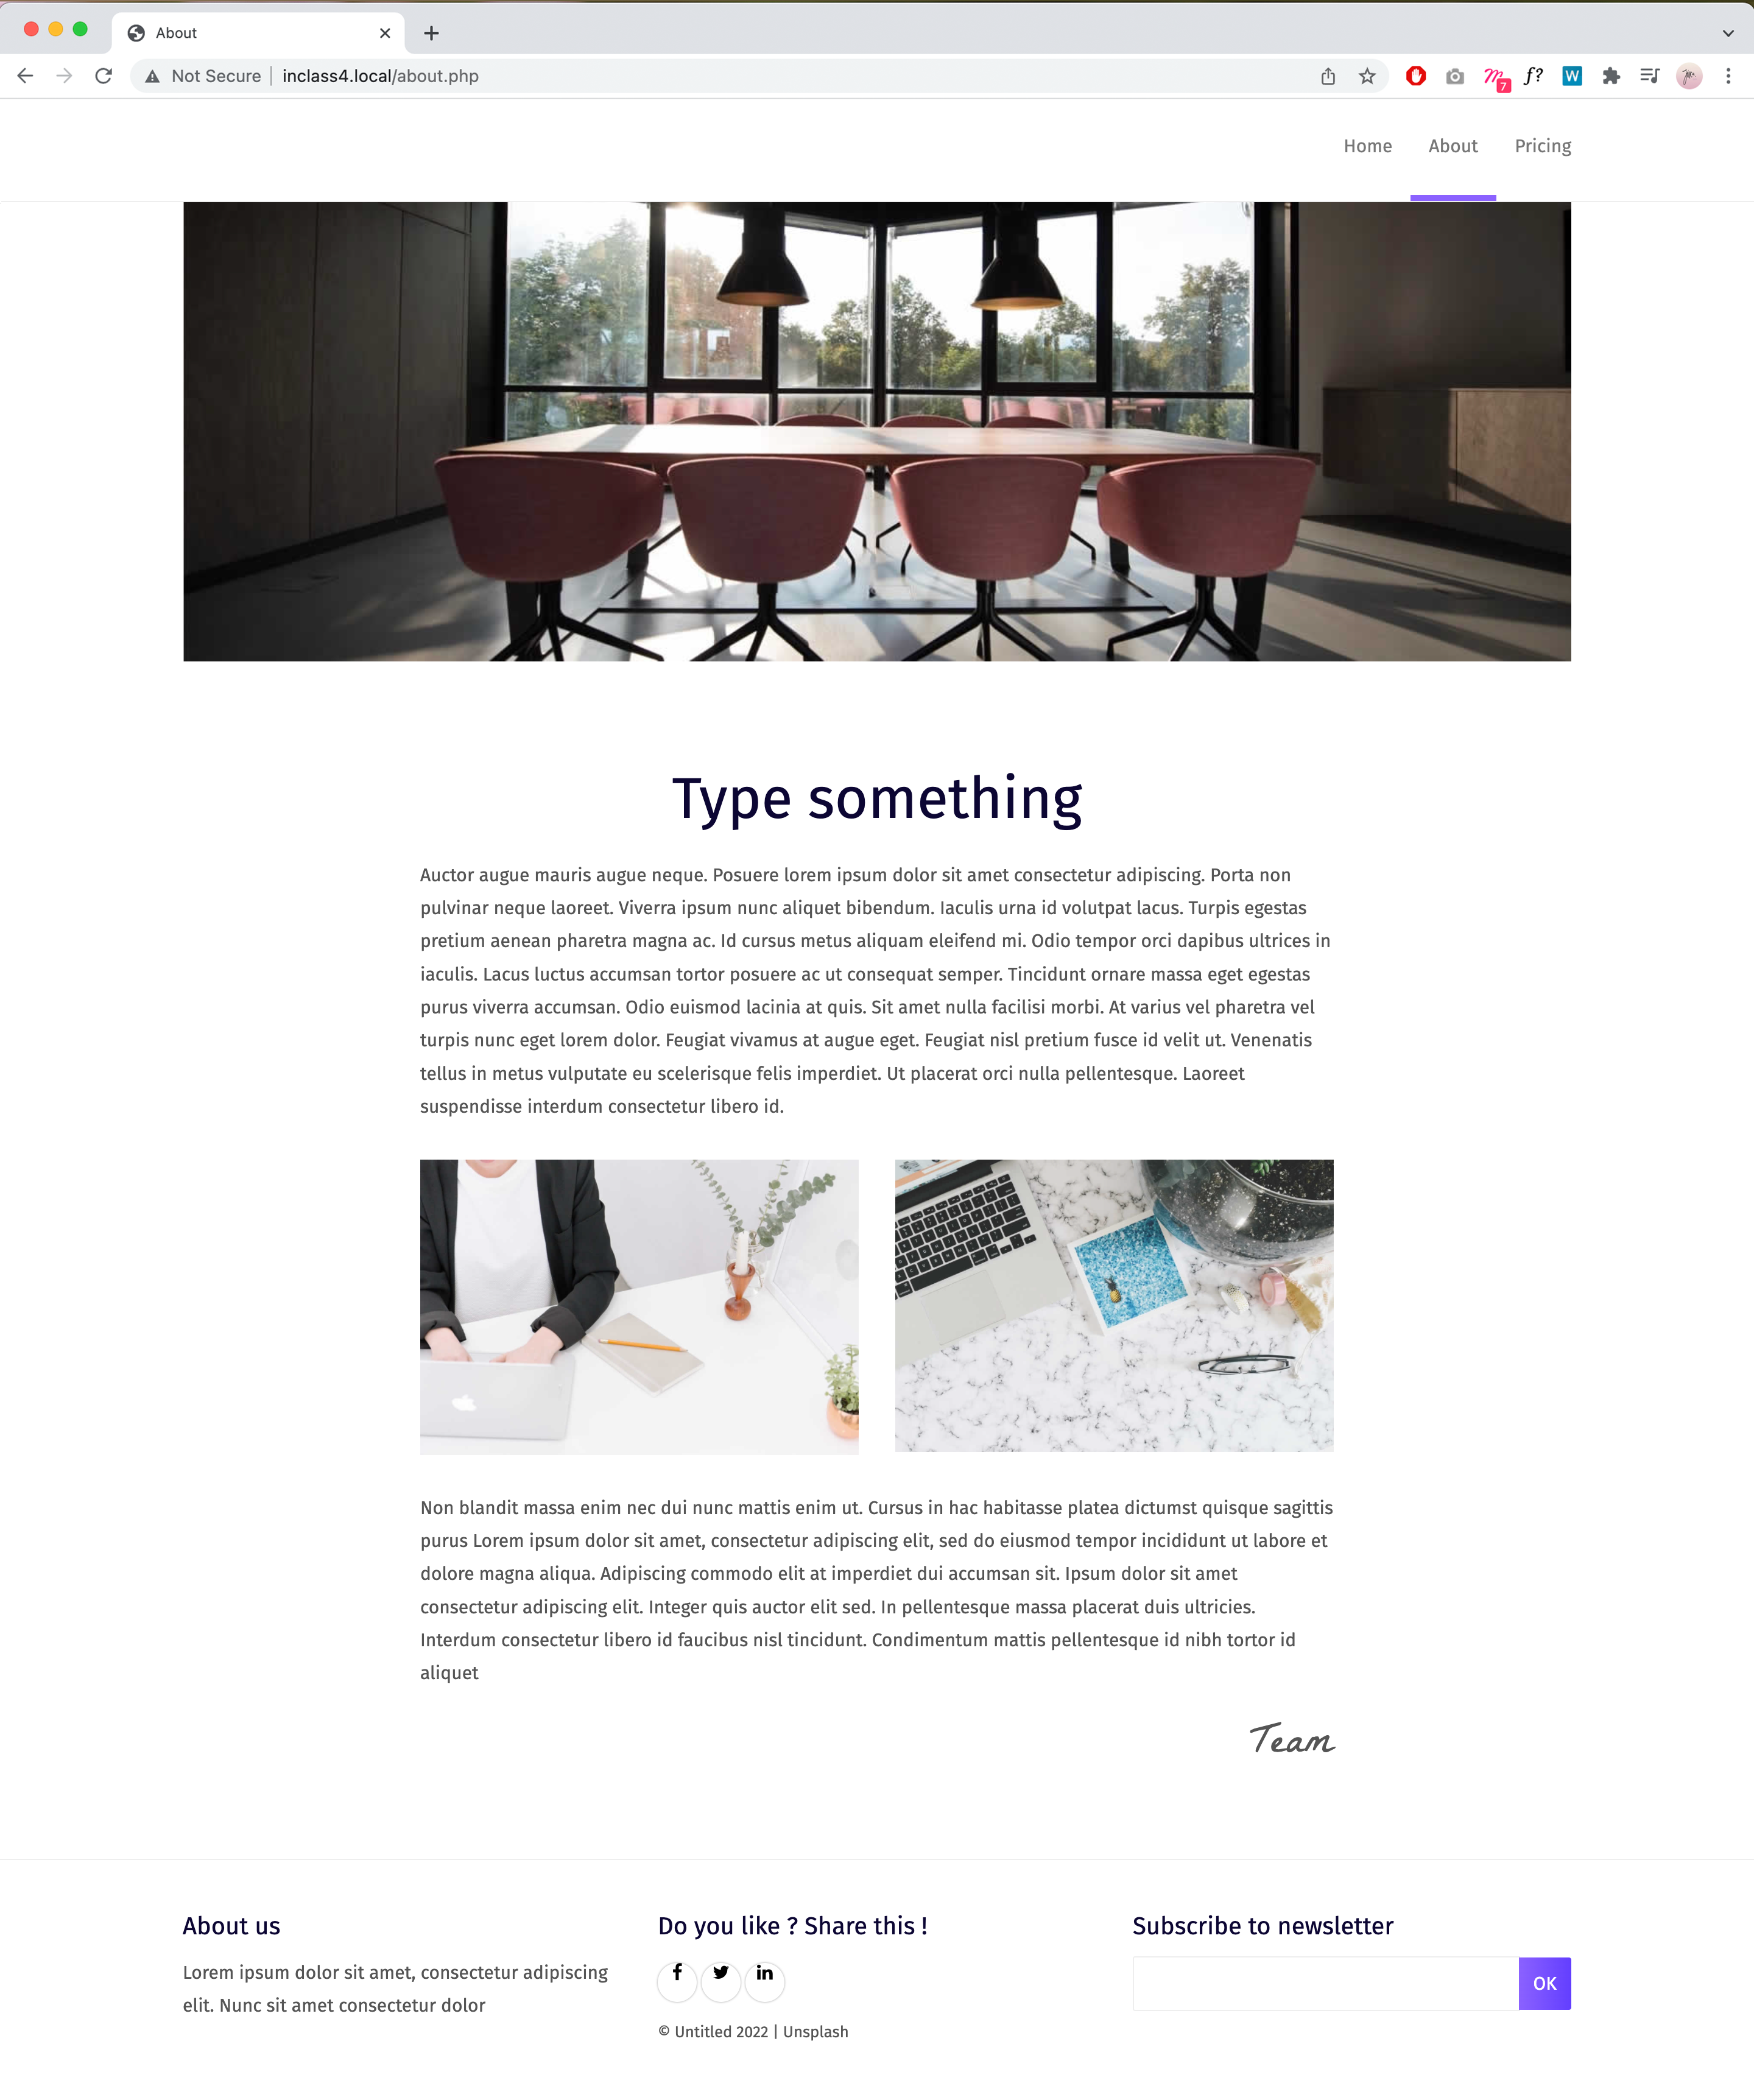 About
Not Secure
inclass4.local/about.php
7
f?
W
Home
About
Pricing
Type something
Auctor augue mauris augue neque. Posuere lorem ipsum dolor sit amet consectetur adipiscing. Porta non
pulvinar neque laoreet. Viverra ipsum nunc aliquet bibendum. Iaculis urna id volutpat lacus. Turpis egestas
pretium aenean pharetra magna ac. Id cursus metus aliquam eleifend mi. Odio tempor orci dapibus ultrices in
iaculis. Lacus luctus accumsan tortor posuere ac ut consequat semper. Tincidunt ornare massa eget egestas
purus viverra accumsan. Odio euismod lacinia at quis. Sit amet nulla facilisi morbi. At varius vel pharetra vel
turpis nunc eget lorem dolor. Feugiat vivamus at augue eget. Feugiat nisl pretium fusce id velit ut. Venenatis
tellus in metus vulputate eu scelerisque felis imperdiet. Ut placerat orci nulla pellentesque. Laoreet
suspendisse interdum consectetur libero id.
Non blandit massa enim nec dui nunc mattis enim ut. Cursus in hac habitasse platea dictumst quisque sagittis
purus Lorem ipsum dolor sit amet, consectetur adipiscing elit, sed do eiusmod tempor incididunt ut labore et
dolore magna aliqua. Adipiscing commodo elit at imperdiet dui accumsan sit. Ipsum dolor sit amet
consectetur adipiscing elit. Integer quis auctor elit sed. In pellentesque massa placerat duis ultricies.
Interdum consectetur libero id faucibus nisl tincidunt. Condimentum mattis pellentesque id nibh tortor id
aliquet
Team
About us
Lorem ipsum dolor sit amet, consectetur adipiscing
elit. Nunc sit amet consectetur dolor
Do you like ? Share this !
© Untitled 2022 | Unsplash
Subscribe to newsletter
OK